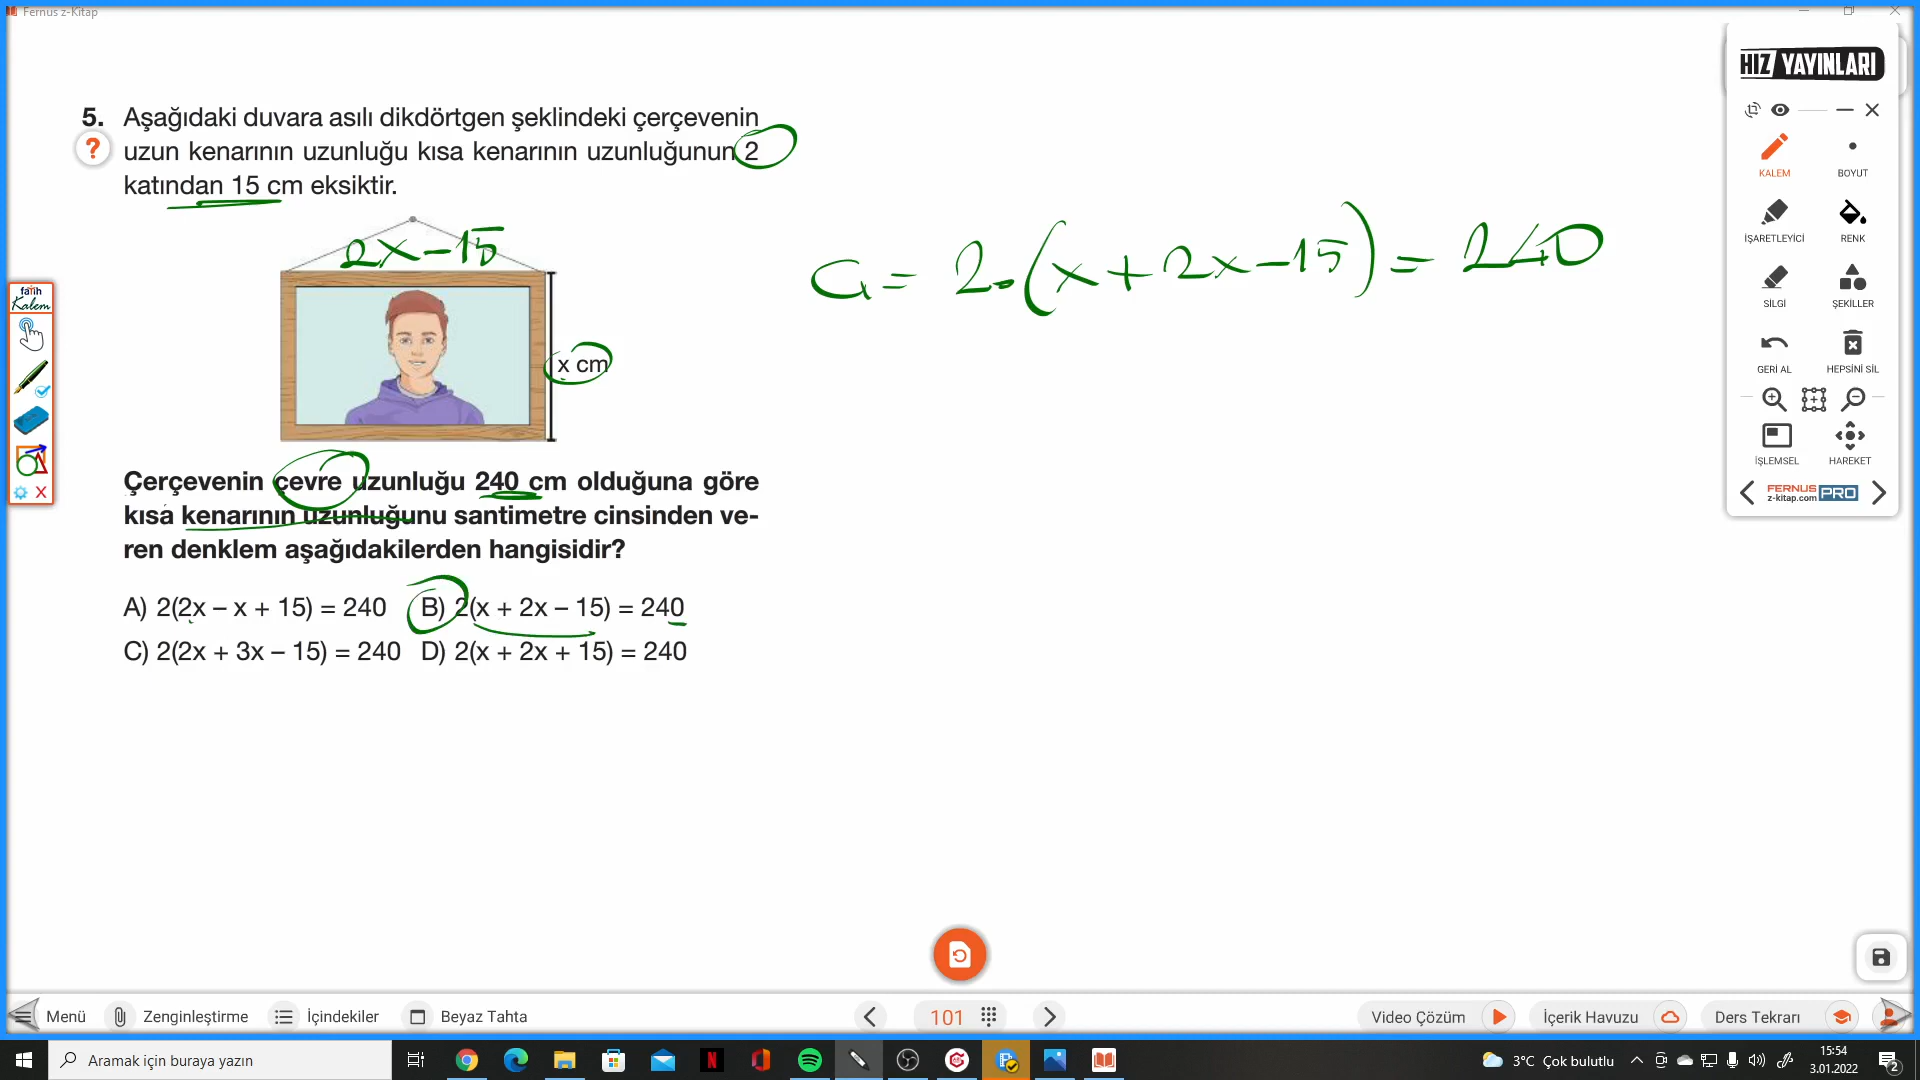 Fernus z-Kitap
HIZ YAYINLARI
5. Aşağıdaki duvara asılı dikdörtgen şeklindeki çerçevenin
? uzun kenarının uzunluğu kısa kenarının uzunluğunun 2
katından 15 cm eksiktir.
2x-15
x cm
Ç = 2.(x+2x-15) = 240
Çerçevenin çevre uzunluğu 240 cm olduğuna göre
kısa kenarının uzunluğunu santimetre cinsinden ve-
ren denklem aşağıdakilerden hangisidir?
A) 2(2x – x + 15) = 240 B) 2(x + 2x – 15) = 240
C) 2(2x + 3x – 15) = 240 D) 2(x + 2x + 15) = 240
fatih
Kalem
X
KALEM BOYUT
İŞARETLEYİCİ RENK
SİLGİ ŞEKİLLER
GERİ AL HEPSİNİ SİL
İŞLEMSEL HAREKET
FERNUS
z-kitap.com PRO
Menü Zenginleştirme İçindekiler Beyaz Tahta 101 Video Çözüm İçerik Havuzu Ders Tekrarı
Aramak için buraya yazın
3°C Çok bulutlu
15:54
3.01.2022
2